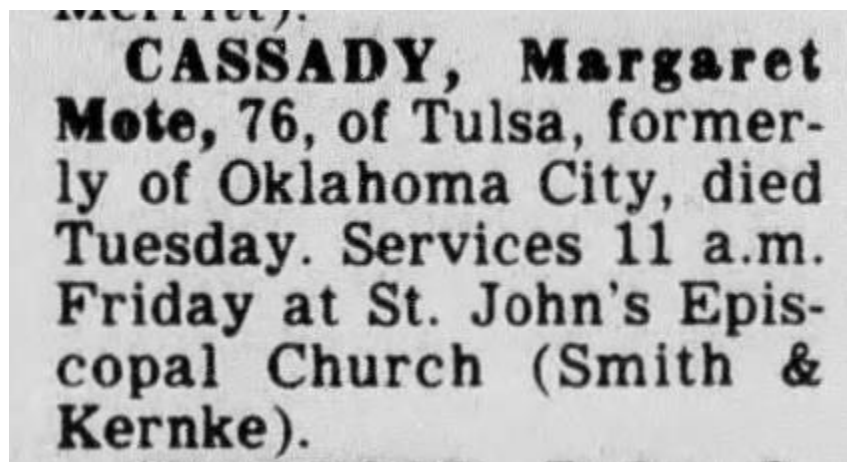 CASSADY, Margaret
Mote, 76, of Tulsa, former-
ly of Oklahoma City, died
Tuesday. Services 11 a.m.
Friday at St. John's Epis-
copal Church (Smith &
Kernke).